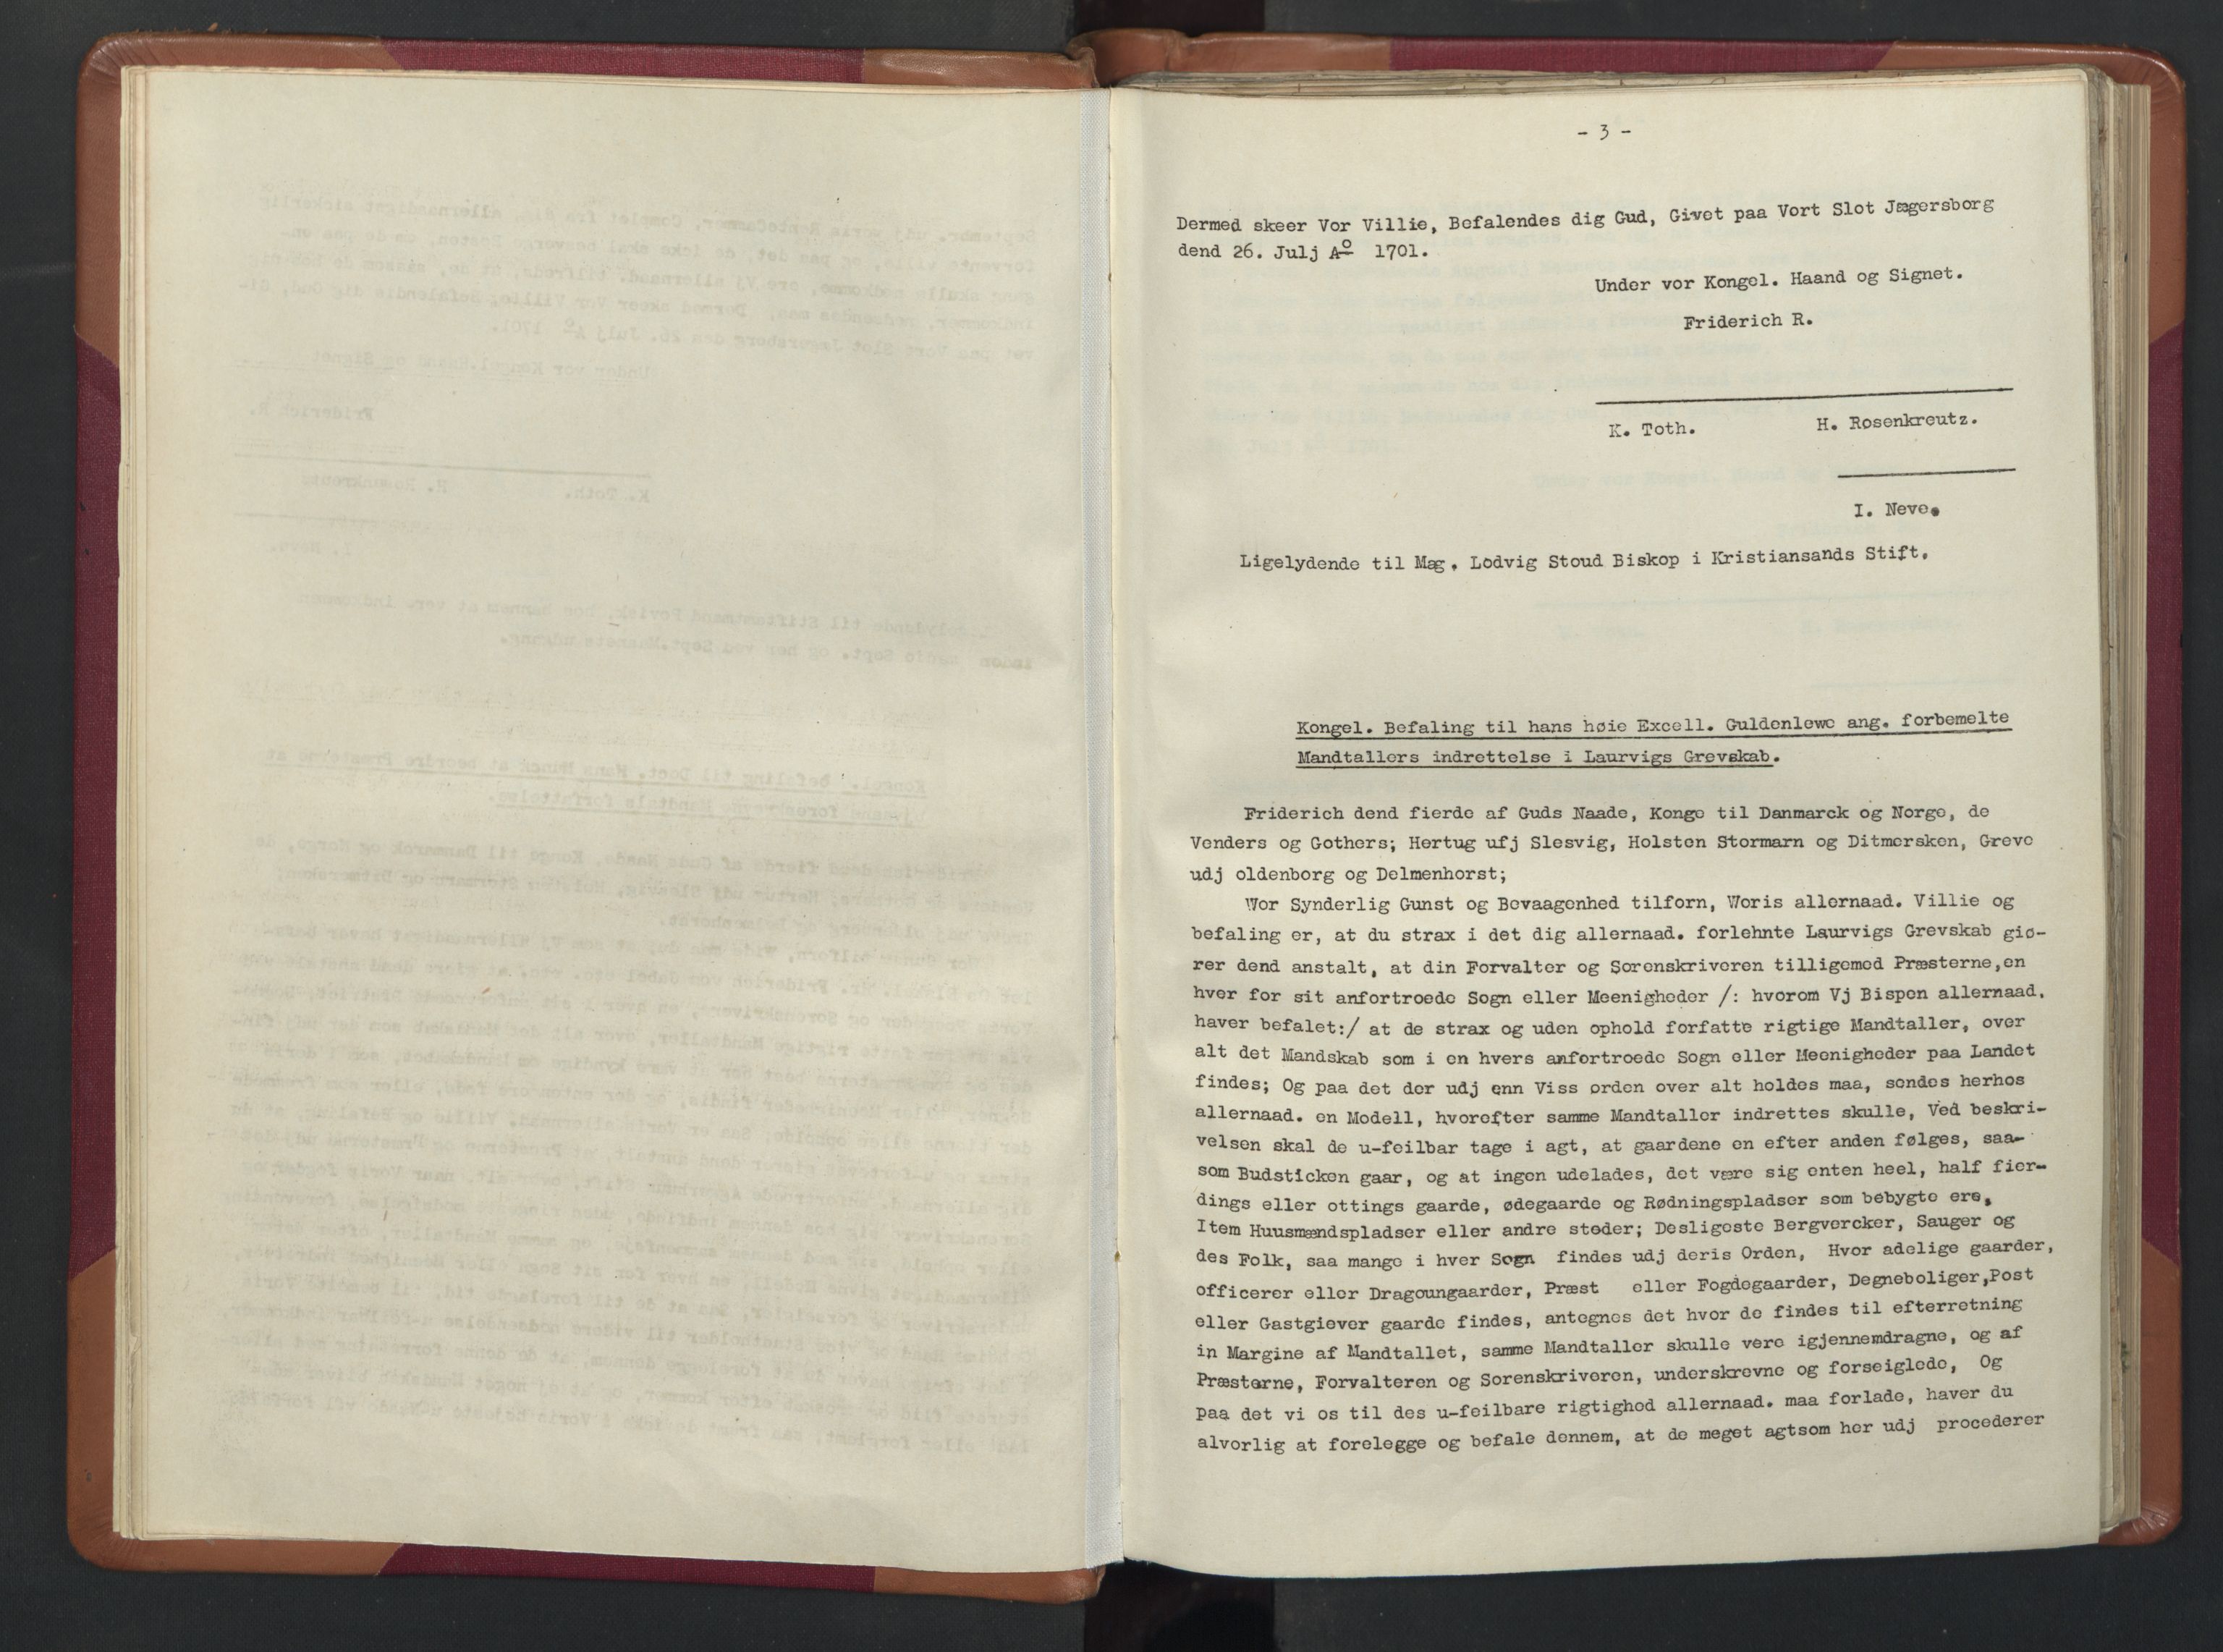 - 3 -
Dermed skeer Vor Villie, Befalendes dig Gud, Givet paa Vort Slot Jægersborg
dend 26. Julj Aº 1701.
Under vor Kongel. Haand og Signet.
Friderich R.
K. Toth. H. Rosenkreutz.
I. Neve.
Ligelydende til Mag. Lodvig Stoud Biskop i Kristiansands Stift.
Kongel. Befaling til hans høie Excell. Guldenlewe ang. forbemelte
Mandtallers indrettelse i Laurvigs Grevskab.
Friderich dend fierde af Guds Naade, Konge til Danmarck og Norge, de
Venders og Gothers; Hertug ufj Slesvig, Holsten Stormarn og Ditmersken, Greve
udj oldenborg og Delmenhorst;
Wor Synderlig Gunst og Bevaagenhed tilforn, Woris allernaad. Villie og
befaling er, at du strax i det dig allernaad. forlehnte Laurvigs Grevskab giø-
rer dend anstalt, at din Forvalter og Sorenskriveren tilligemed Præsterne,en
hver for sit anfortroede Sogn eller Meenigheder /: hvorom Vj Bispen allernaad.
haver befalet:/ at de strax og uden ophold forfatte rigtige Mandtaller, over
alt det Mandskab som i en hvers anfortroede Sogn eller Meenigheder paa Landet
findes; Og paa det der udj enn Viss orden over alt holdes maa, sendes herhos
allernaad. en Modell, hvorefter samme Mandtaller indrettes skulle, Ved beskri-
velsen skal de u-feilbar tage i agt, at gaardene en efter anden følges, saa-
som Budsticken gaar, og at ingen udelades, det være sig enten heel, half fier-
dings eller ottings gaarde, ødegaarde og Rødningspladser som bebygte ere,
Item Huusmændspladser eller andre steder; Desligeste Bergvercker, Sauger og
des Folk, saa mange i hver Sogn findes udj deris Orden, Hvor adelige gaarder,
officerer eller Dragoungaarder, Præst eller Fogdegaarder, Degneboliger,Post
eller Gastgiever gaarde findes, antegnes det hvor de findes til efterretning
in Margine af Mandtallet, samme Mandtaller skulle vere igjennemdragne, og af
Præsterne, Forvalteren og Sorenskriveren, underskrevne og forseiglede, Og
paa det vi os til des u-feilbare rigtighed allernaad. maa forlade, haver du
alvorlig at forelegge og befale dennem, at de meget agtsom her udj procederer